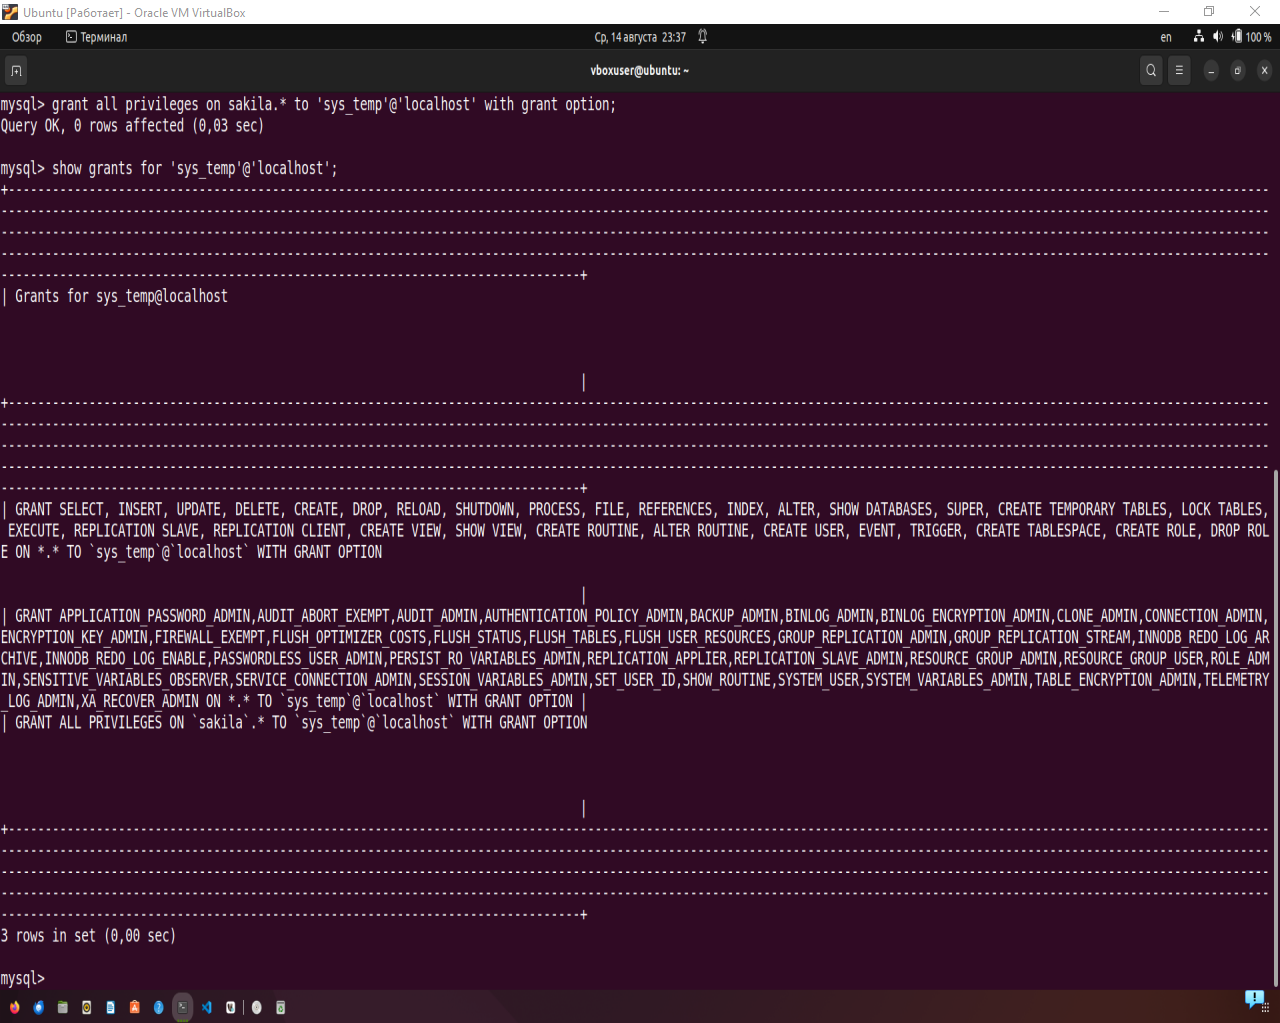 Ubuntu [Работает] - Oracle VM VirtualBox
Обзор Терминал Ср, 14 августа 23:37 en 100 %
vboxuser@ubuntu: ~
mysql> grant all privileges on sakila.* to 'sys_temp'@'localhost' with grant option;
Query OK, 0 rows affected (0,03 sec)
mysql> show grants for 'sys_temp'@'localhost';
| Grants for sys_temp@localhost
|
| GRANT SELECT, INSERT, UPDATE, DELETE, CREATE, DROP, RELOAD, SHUTDOWN, PROCESS, FILE, REFERENCES, INDEX, ALTER, SHOW DATABASES, SUPER, CREATE TEMPORARY TABLES, LOCK TABLES,
EXECUTE, REPLICATION SLAVE, REPLICATION CLIENT, CREATE VIEW, SHOW VIEW, CREATE ROUTINE, ALTER ROUTINE, CREATE USER, EVENT, TRIGGER, CREATE TABLESPACE, CREATE ROLE, DROP ROL
E ON *.* TO `sys_temp`@`localhost` WITH GRANT OPTION
|
| GRANT APPLICATION_PASSWORD_ADMIN,AUDIT_ABORT_EXEMPT,AUDIT_ADMIN,AUTHENTICATION_POLICY_ADMIN,BACKUP_ADMIN,BINLOG_ADMIN,BINLOG_ENCRYPTION_ADMIN,CLONE_ADMIN,CONNECTION_ADMIN,
ENCRYPTION_KEY_ADMIN,FIREWALL_EXEMPT,FLUSH_OPTIMIZER_COSTS,FLUSH_STATUS,FLUSH_TABLES,FLUSH_USER_RESOURCES,GROUP_REPLICATION_ADMIN,GROUP_REPLICATION_STREAM,INNODB_REDO_LOG_AR
CHIVE,INNODB_REDO_LOG_ENABLE,PASSWORDLESS_USER_ADMIN,PERSIST_RO_VARIABLES_ADMIN,REPLICATION_APPLIER,REPLICATION_SLAVE_ADMIN,RESOURCE_GROUP_ADMIN,RESOURCE_GROUP_USER,ROLE_ADM
IN,SENSITIVE_VARIABLES_OBSERVER,SERVICE_CONNECTION_ADMIN,SESSION_VARIABLES_ADMIN,SET_USER_ID,SHOW_ROUTINE,SYSTEM_USER,SYSTEM_VARIABLES_ADMIN,TABLE_ENCRYPTION_ADMIN,TELEMETRY
_LOG_ADMIN,XA_RECOVER_ADMIN ON *.* TO `sys_temp`@`localhost` WITH GRANT OPTION |
| GRANT ALL PRIVILEGES ON `sakila`.* TO `sys_temp`@`localhost` WITH GRANT OPTION
|
3 rows in set (0,00 sec)
mysql>